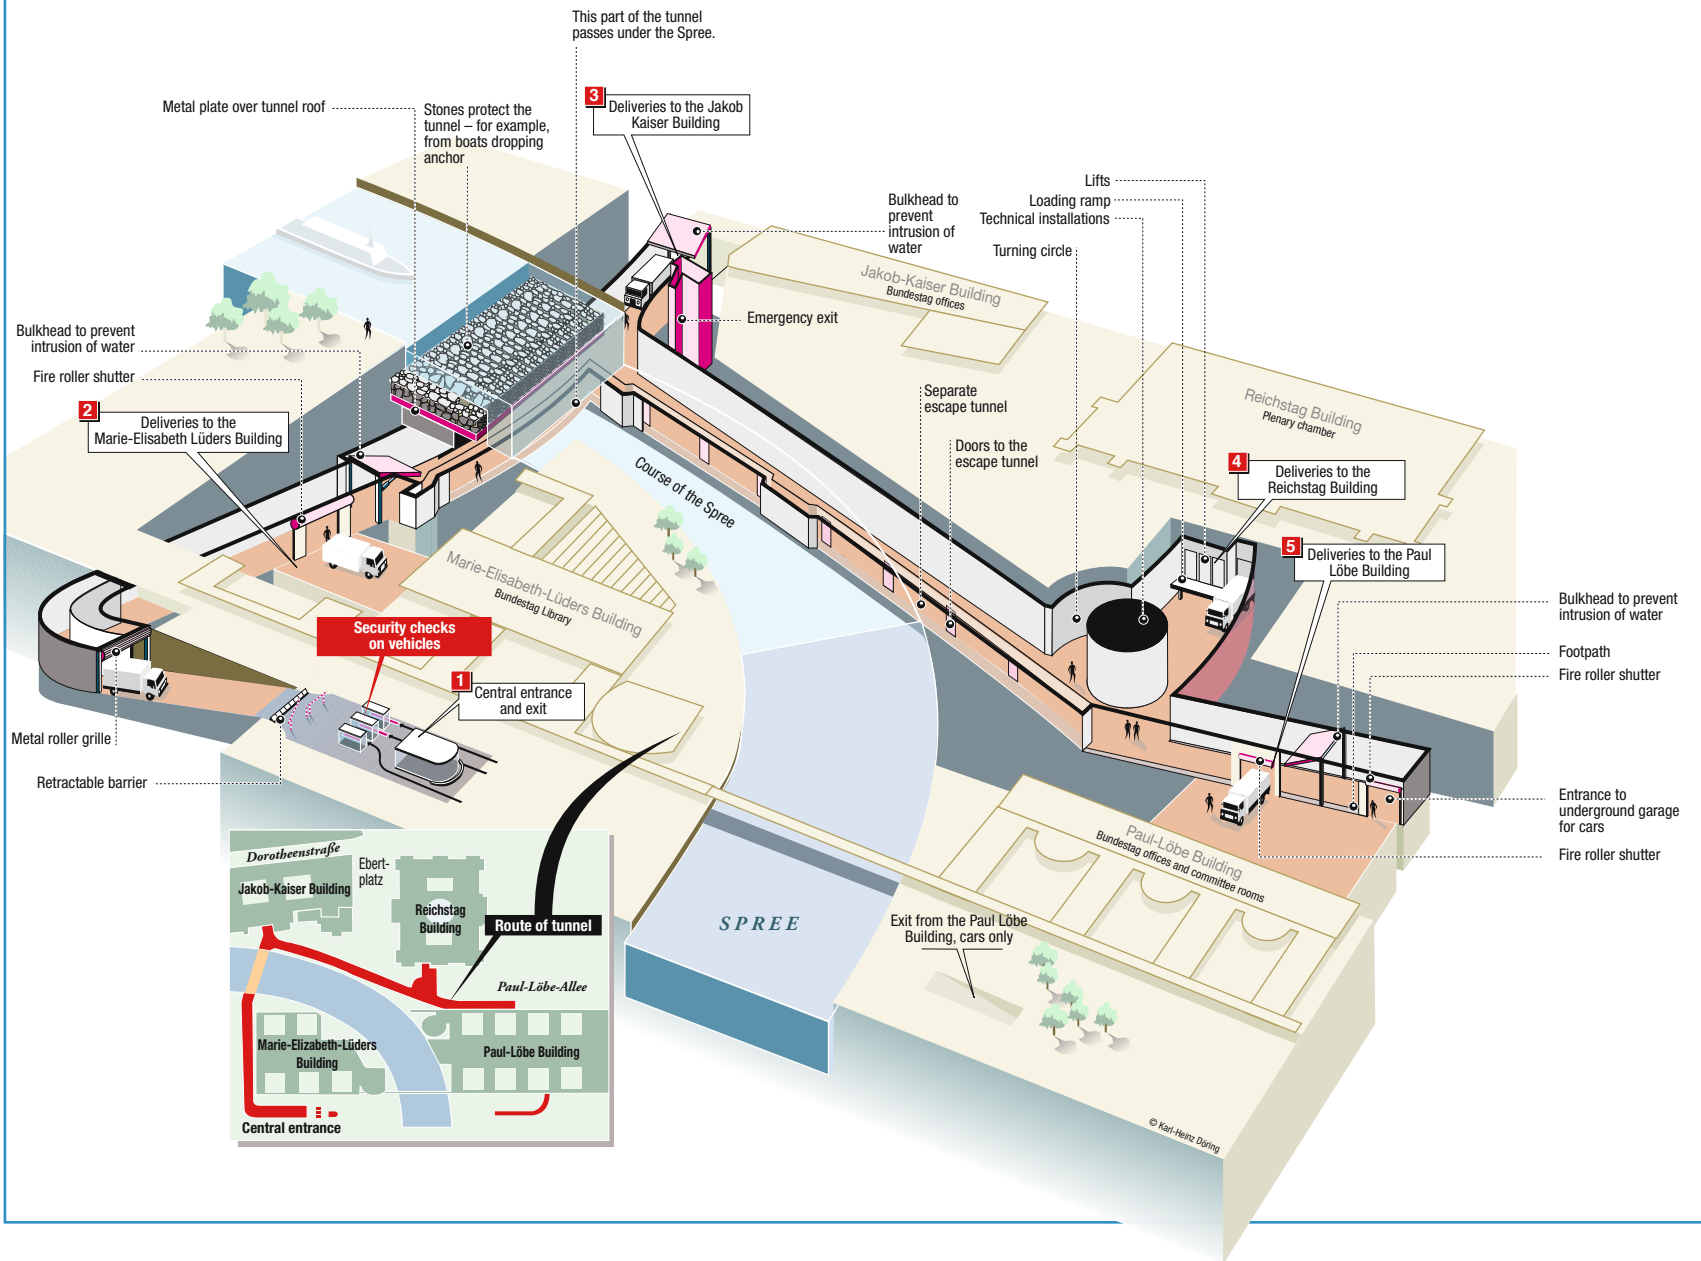 This part of the tunnel
passes under the Spree.
Metal plate over tunnel roof
Stones protect the
tunnel – for example,
from boats dropping
anchor
3
Deliveries to the Jakob
Kaiser Building
Bulkhead to
prevent
intrusion of
water
Lifts
Loading ramp
Technical installations
Turning circle
Jakob-Kaiser Building
Bundestag offices
Emergency exit
Bulkhead to prevent
intrusion of water
Fire roller shutter
2
Deliveries to the
Marie-Elisabeth Lüders Building
Separate
escape tunnel
Doors to the
escape tunnel
Reichstag Building
Plenary chamber
4
Deliveries to the
Reichstag Building
5
Deliveries to the Paul
Löbe Building
Course of the Spree
Marie-Elisabeth-Lüders Building
Bundestag Library
Bulkhead to prevent
intrusion of water
Footpath
Fire roller shutter
Security checks
on vehicles
1
Central entrance
and exit
Metal roller grille
Retractable barrier
Entrance to
underground garage
for cars
Fire roller shutter
Paul-Löbe Building
Bundestag offices and committee rooms
SPREE
Exit from the Paul Löbe
Building, cars only
Dorotheenstraße
Ebert-
platz
Jakob-Kaiser Building
Reichstag
Building
Route of tunnel
Paul-Löbe-Allee
Marie-Elizabeth-Lüders
Building
Paul-Löbe Building
Central entrance
© Karl-Heinz Döring